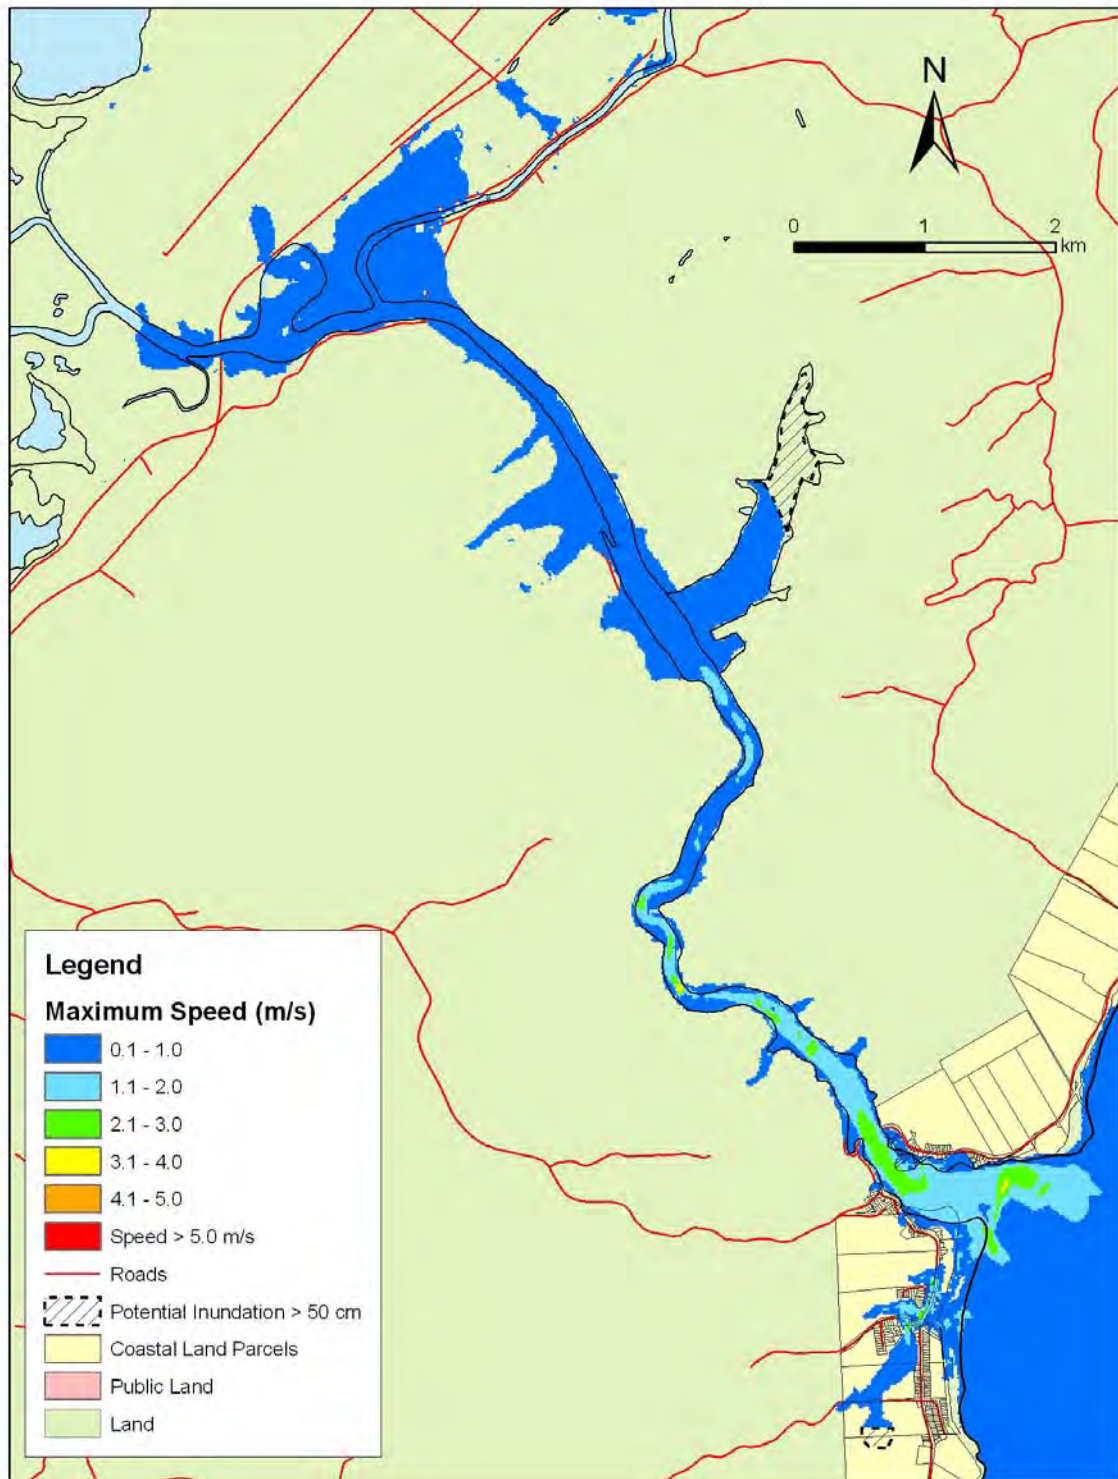 N
0 1 2
km
Legend
Maximum Speed (m/s)
0.1 - 1.0
1.1 - 2.0
2.1 - 3.0
3.1 - 4.0
4.1 - 5.0
Speed > 5.0 m/s
Roads
Potential Inundation > 50 cm
Coastal Land Parcels
Public Land
Land